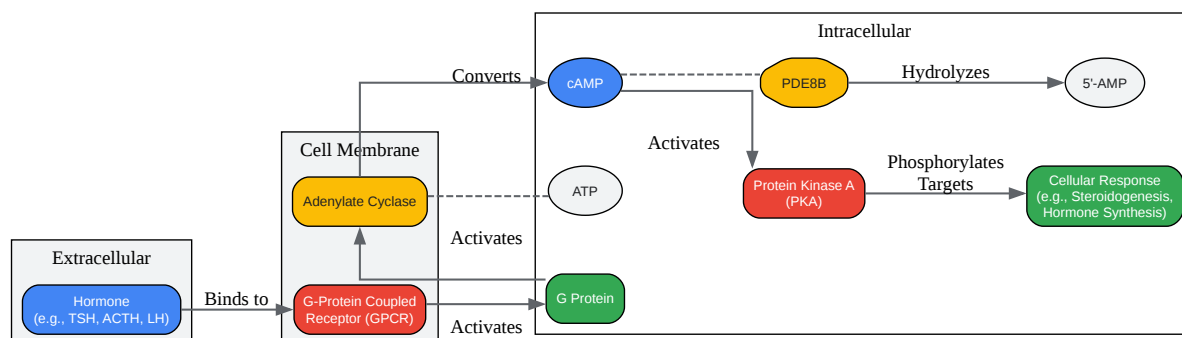 Intracellular
Converts
cAMP
PDE8B
Hydrolyzes
5'-AMP
Cell Membrane
Activates
Adenylate Cyclase
ATP
Protein Kinase A
(PKA)
Phosphorylates
Targets
Cellular Response
(e.g., Steroidogenesis,
Hormone Synthesis)
Extracellular
Activates
Hormone
(e.g., TSH, ACTH, LH)
Binds to
G-Protein Coupled
Receptor (GPCR)
Activates
G Protein